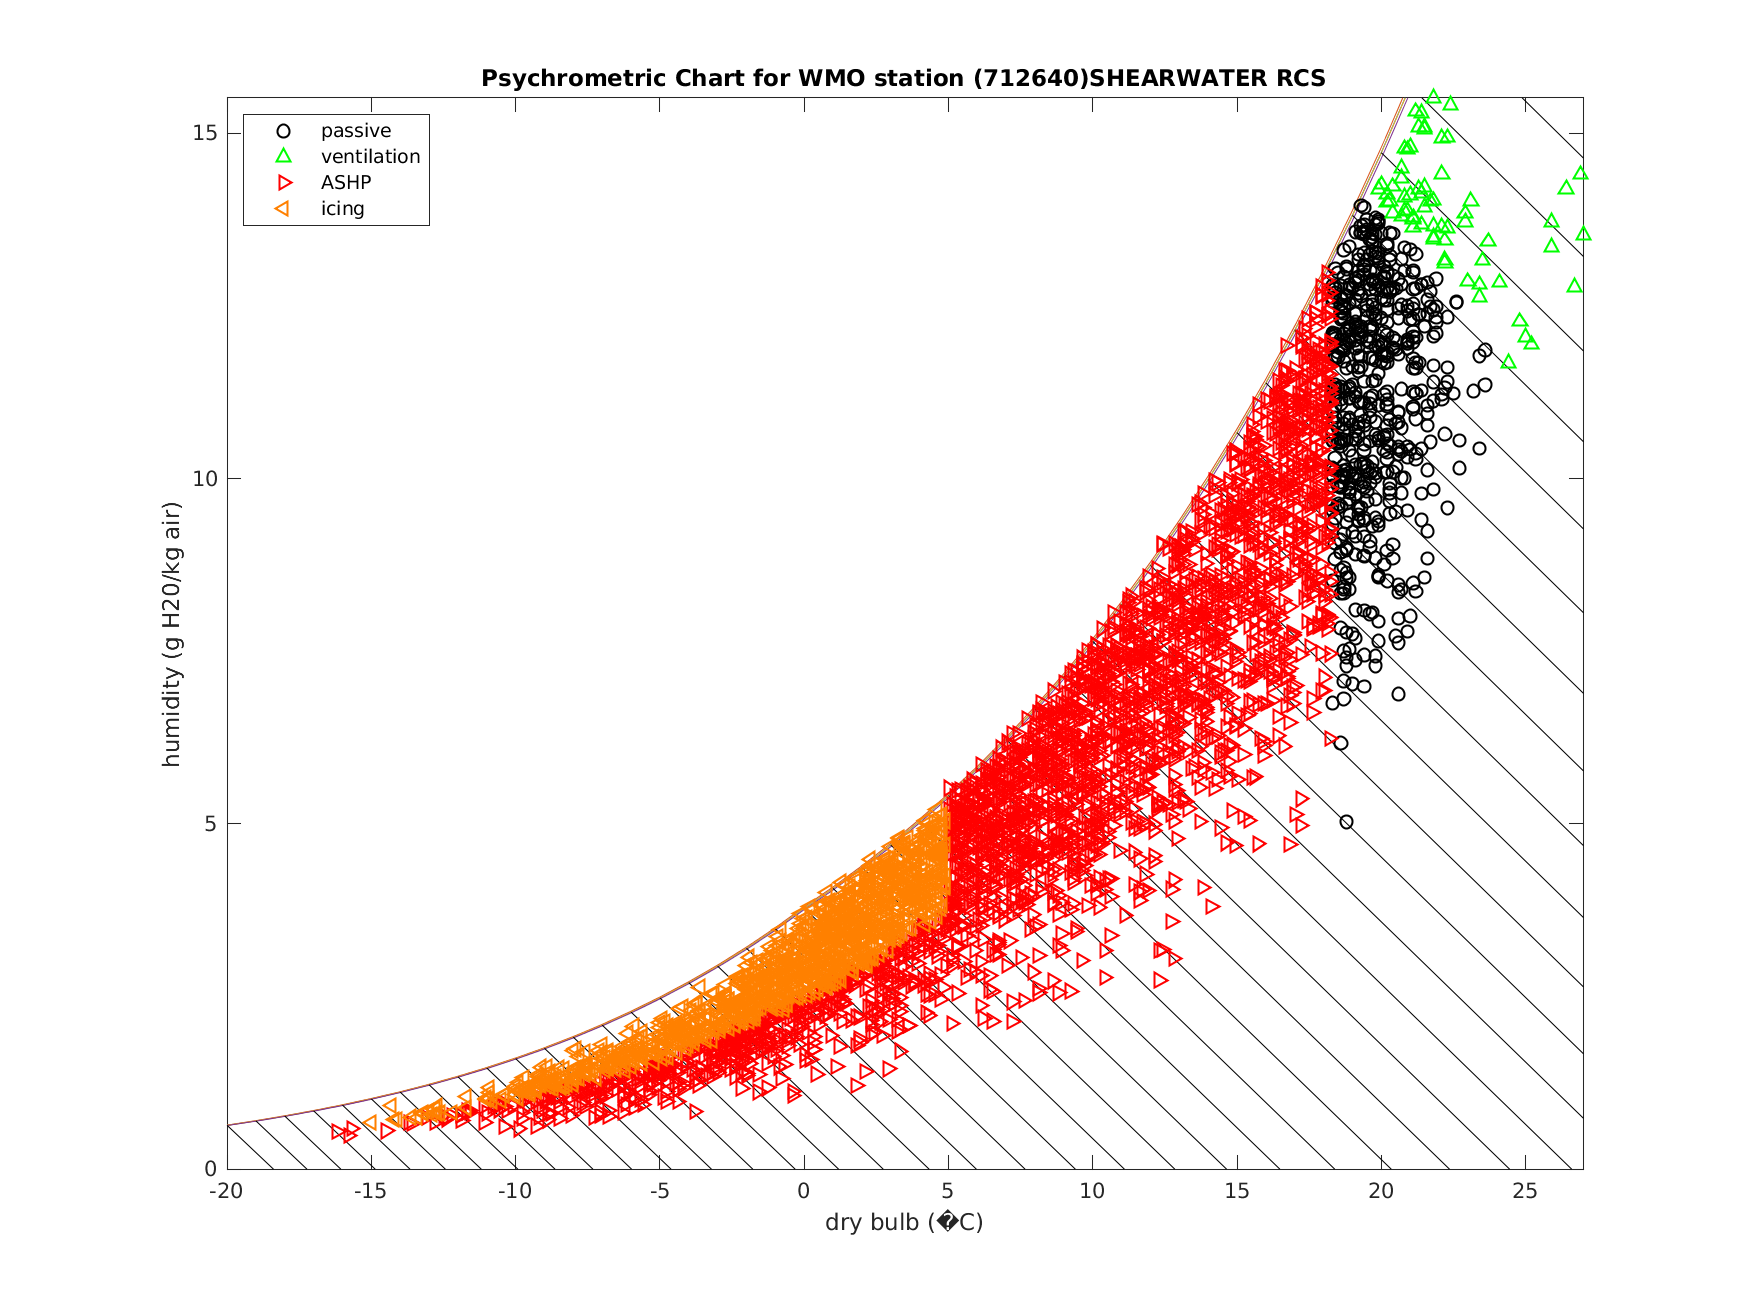 Psychrometric Chart for WMO station (712640)SHEARWATER RCS
passive
ventilation
ASHP
icing
15
10
5
0
humidity (g H20/kg air)
-20 -15 -10 -5 0 5 10 15 20 25
dry bulb (�C)